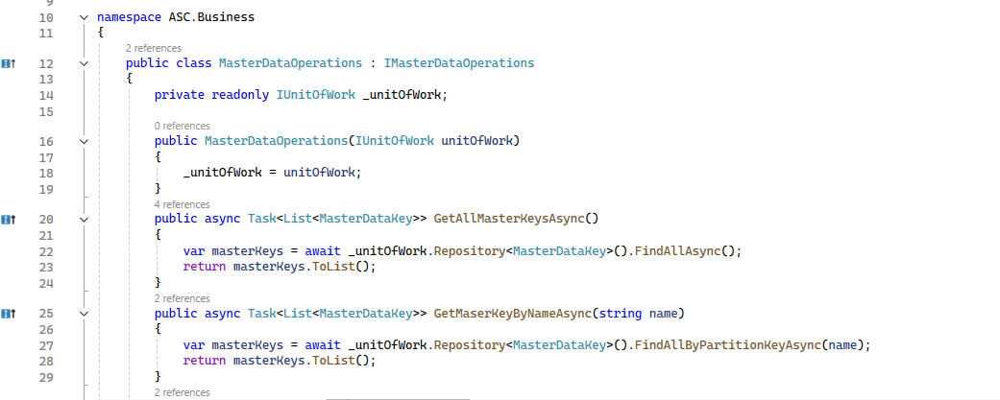 9
10 namespace ASC.Business
11 {
2 references
12 public class MasterDataOperations : IMasterDataOperations
13 {
14 private readonly IUnitOfWork _unitOfWork;
15
0 references
16 public MasterDataOperations(IUnitOfWork unitOfWork)
17 {
18 _unitOfWork = unitOfWork;
19 }
4 references
20 public async Task<List<MasterDataKey>> GetAllMasterKeysAsync()
21 {
22 var masterKeys = await _unitOfWork.Repository<MasterDataKey>().FindAllAsync();
23 return masterKeys.ToList();
24 }
2 references
25 public async Task<List<MasterDataKey>> GetMaserKeyByNameAsync(string name)
26 {
27 var masterKeys = await _unitOfWork.Repository<MasterDataKey>().FindAllByPartitionKeyAsync(name);
28 return masterKeys.ToList();
29 }
2 references